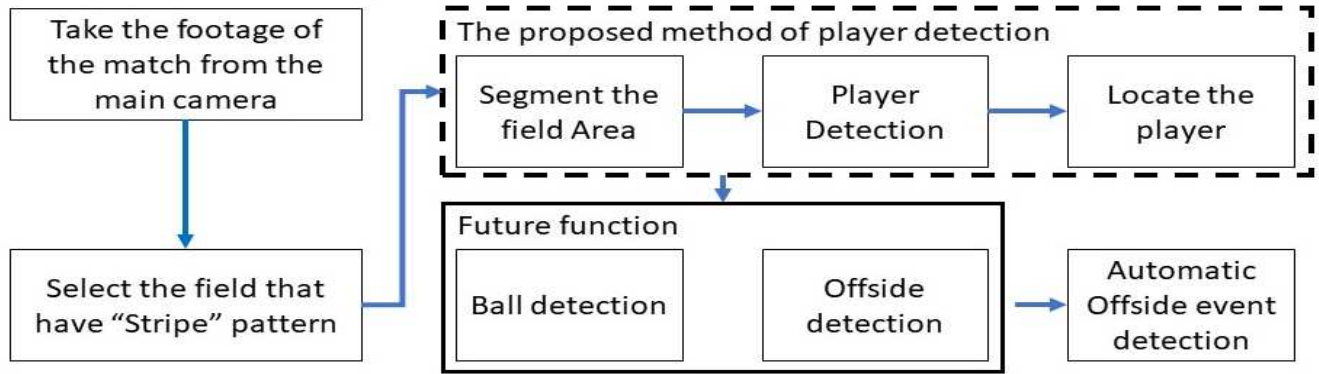 Take the footage of
the match from the
main camera
Select the field that
have “Stripe” pattern
The proposed method of player detection
Segment the
field Area
Player
Detection
Locate the
player
Future function
Ball detection
Offside
detection
Automatic
Offside event
detection